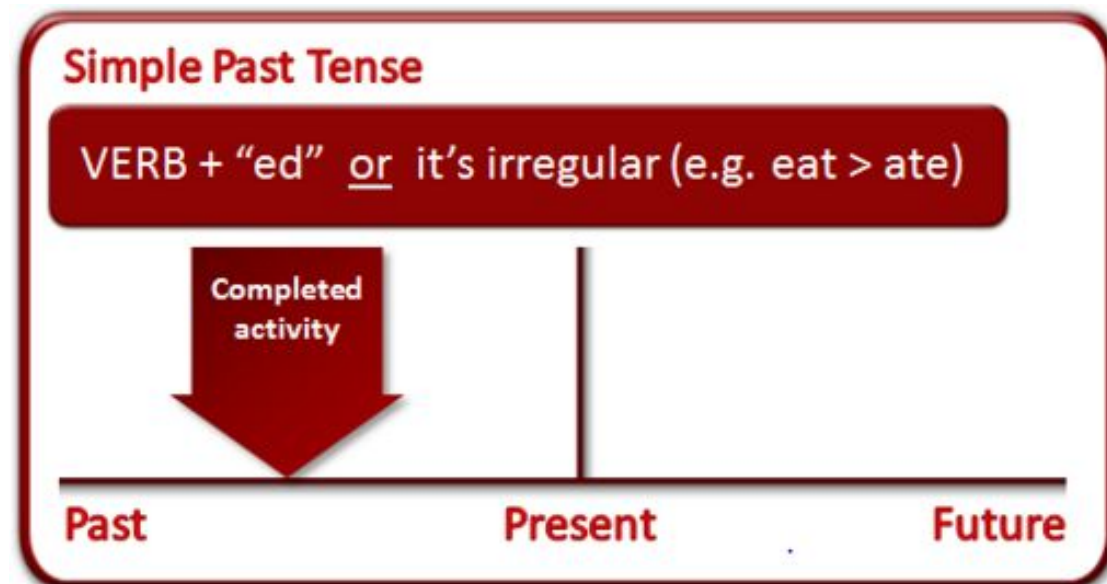 Simple Past Tense
VERB + “ed” or it’s irregular (e.g. eat > ate)
Completed
activity
Past Present Future